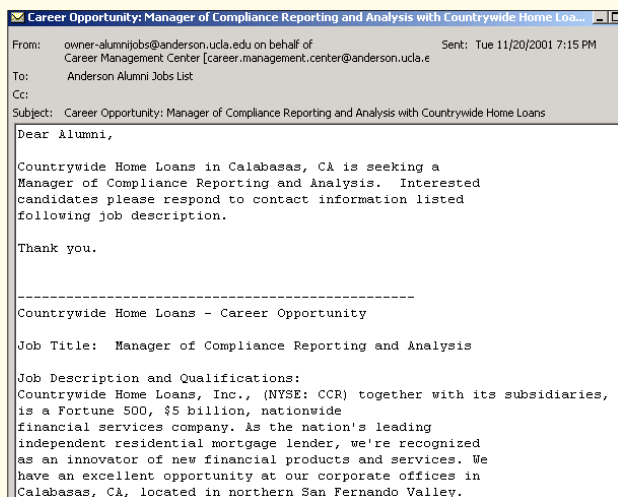 Career Opportunity: Manager of Compliance Reporting and Analysis with Countrywide Home Loa...
From: owner-alumnijobs@anderson.ucla.edu on behalf of Sent: Tue 11/20/2001 7:15 PM
Career Management Center [career.management.center@anderson.ucla.e
To: Anderson Alumni Jobs List
Cc:
Subject: Career Opportunity: Manager of Compliance Reporting and Analysis with Countrywide Home Loans
Dear Alumni,
Countrywide Home Loans in Calabasas, CA is seeking a
Manager of Compliance Reporting and Analysis.  Interested
candidates please respond to contact information listed
following job description.
Thank you.
--------------------------------------------------
Countrywide Home Loans - Career Opportunity
Job Title:  Manager of Compliance Reporting and Analysis
Job Description and Qualifications:
Countrywide Home Loans, Inc., (NYSE: CCR) together with its subsidiaries,
is a Fortune 500, $5 billion, nationwide
financial services company. As the nation's leading
independent residential mortgage lender, we're recognized
as an innovator of new financial products and services. We
have an excellent opportunity at our corporate offices in
Calabasas, CA, located in northern San Fernando Valley.